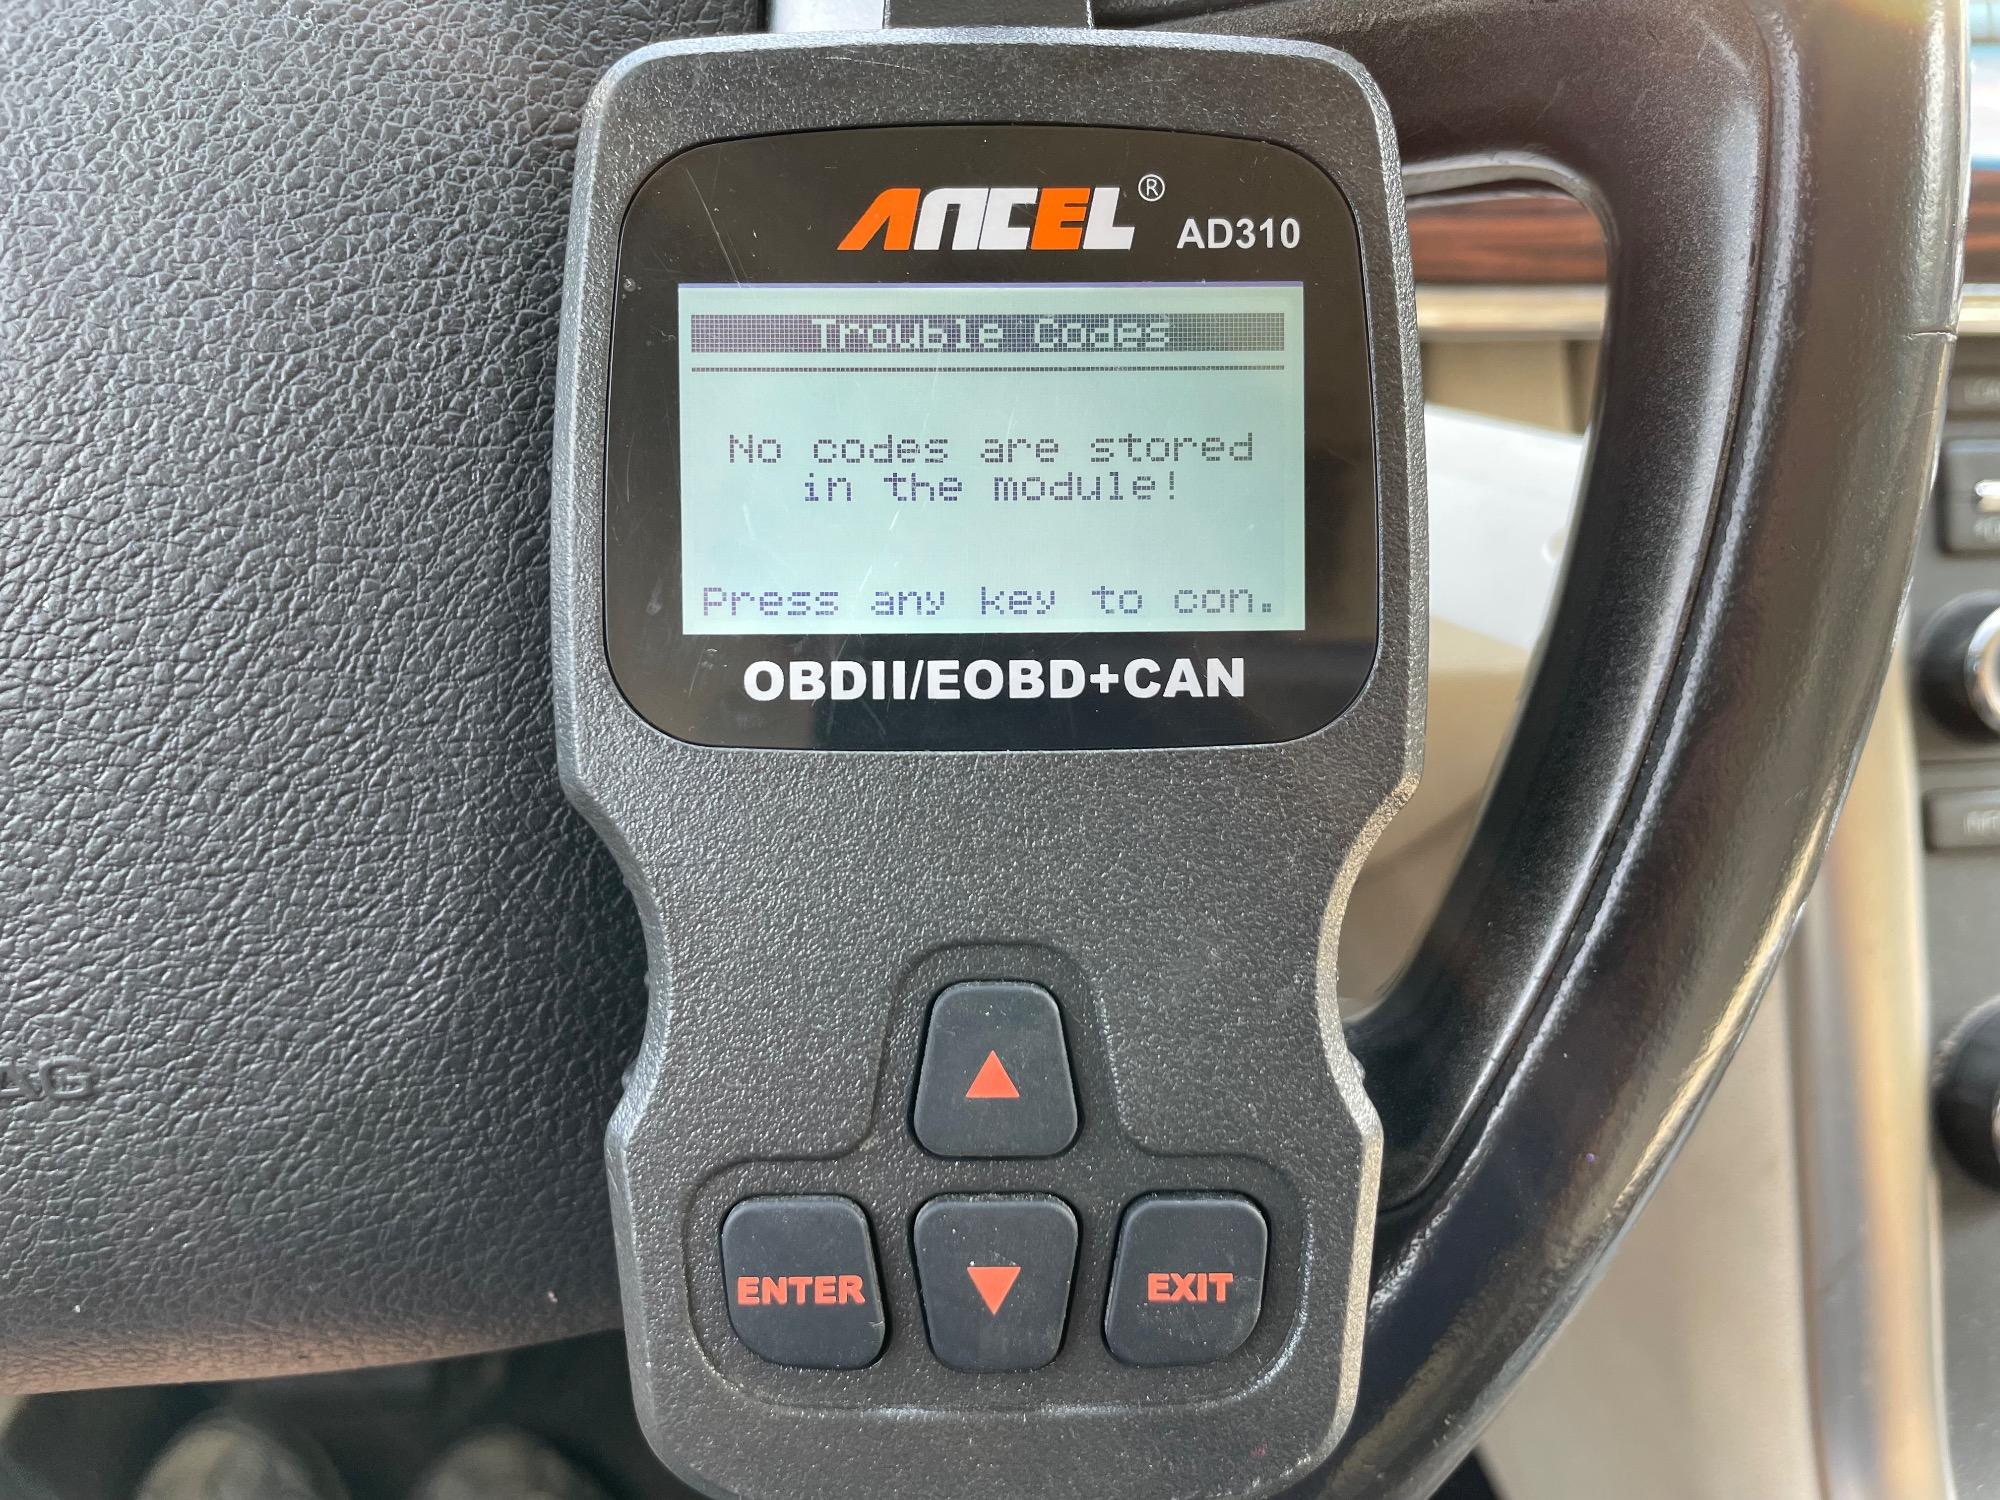 ANCEL® AD310
Trouble Codes
No codes are stored
in the module!
Press any key to con.
OBDII/EOBD+CAN
ENTER
EXIT
AG